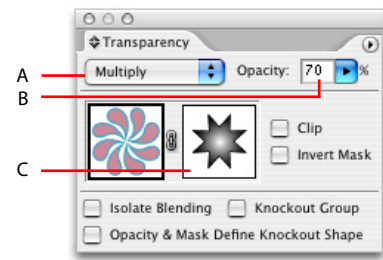 Transparency
A Multiply Opacity: 70 %
B
Clip
Invert Mask
C
Isolate Blending Knockout Group
Opacity & Mask Define Knockout Shape